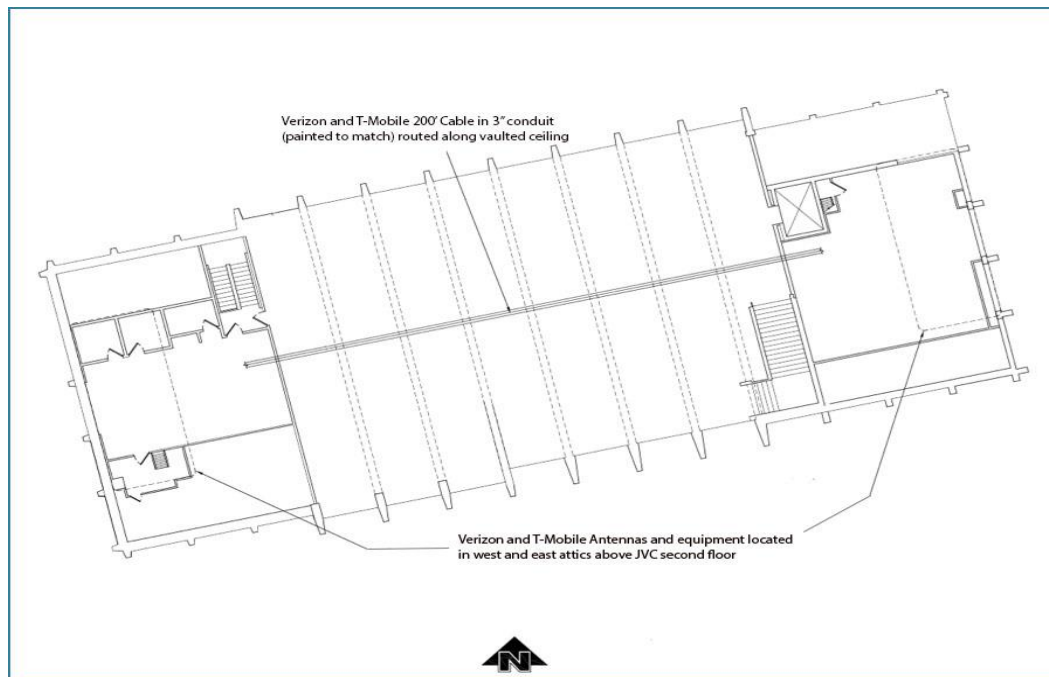 Verizon and T-Mobile 200' Cable in 3" conduit
(painted to match) routed along vaulted ceiling
Verizon and T-Mobile Antennas and equipment located
in west and east attics above JVC second floor
N